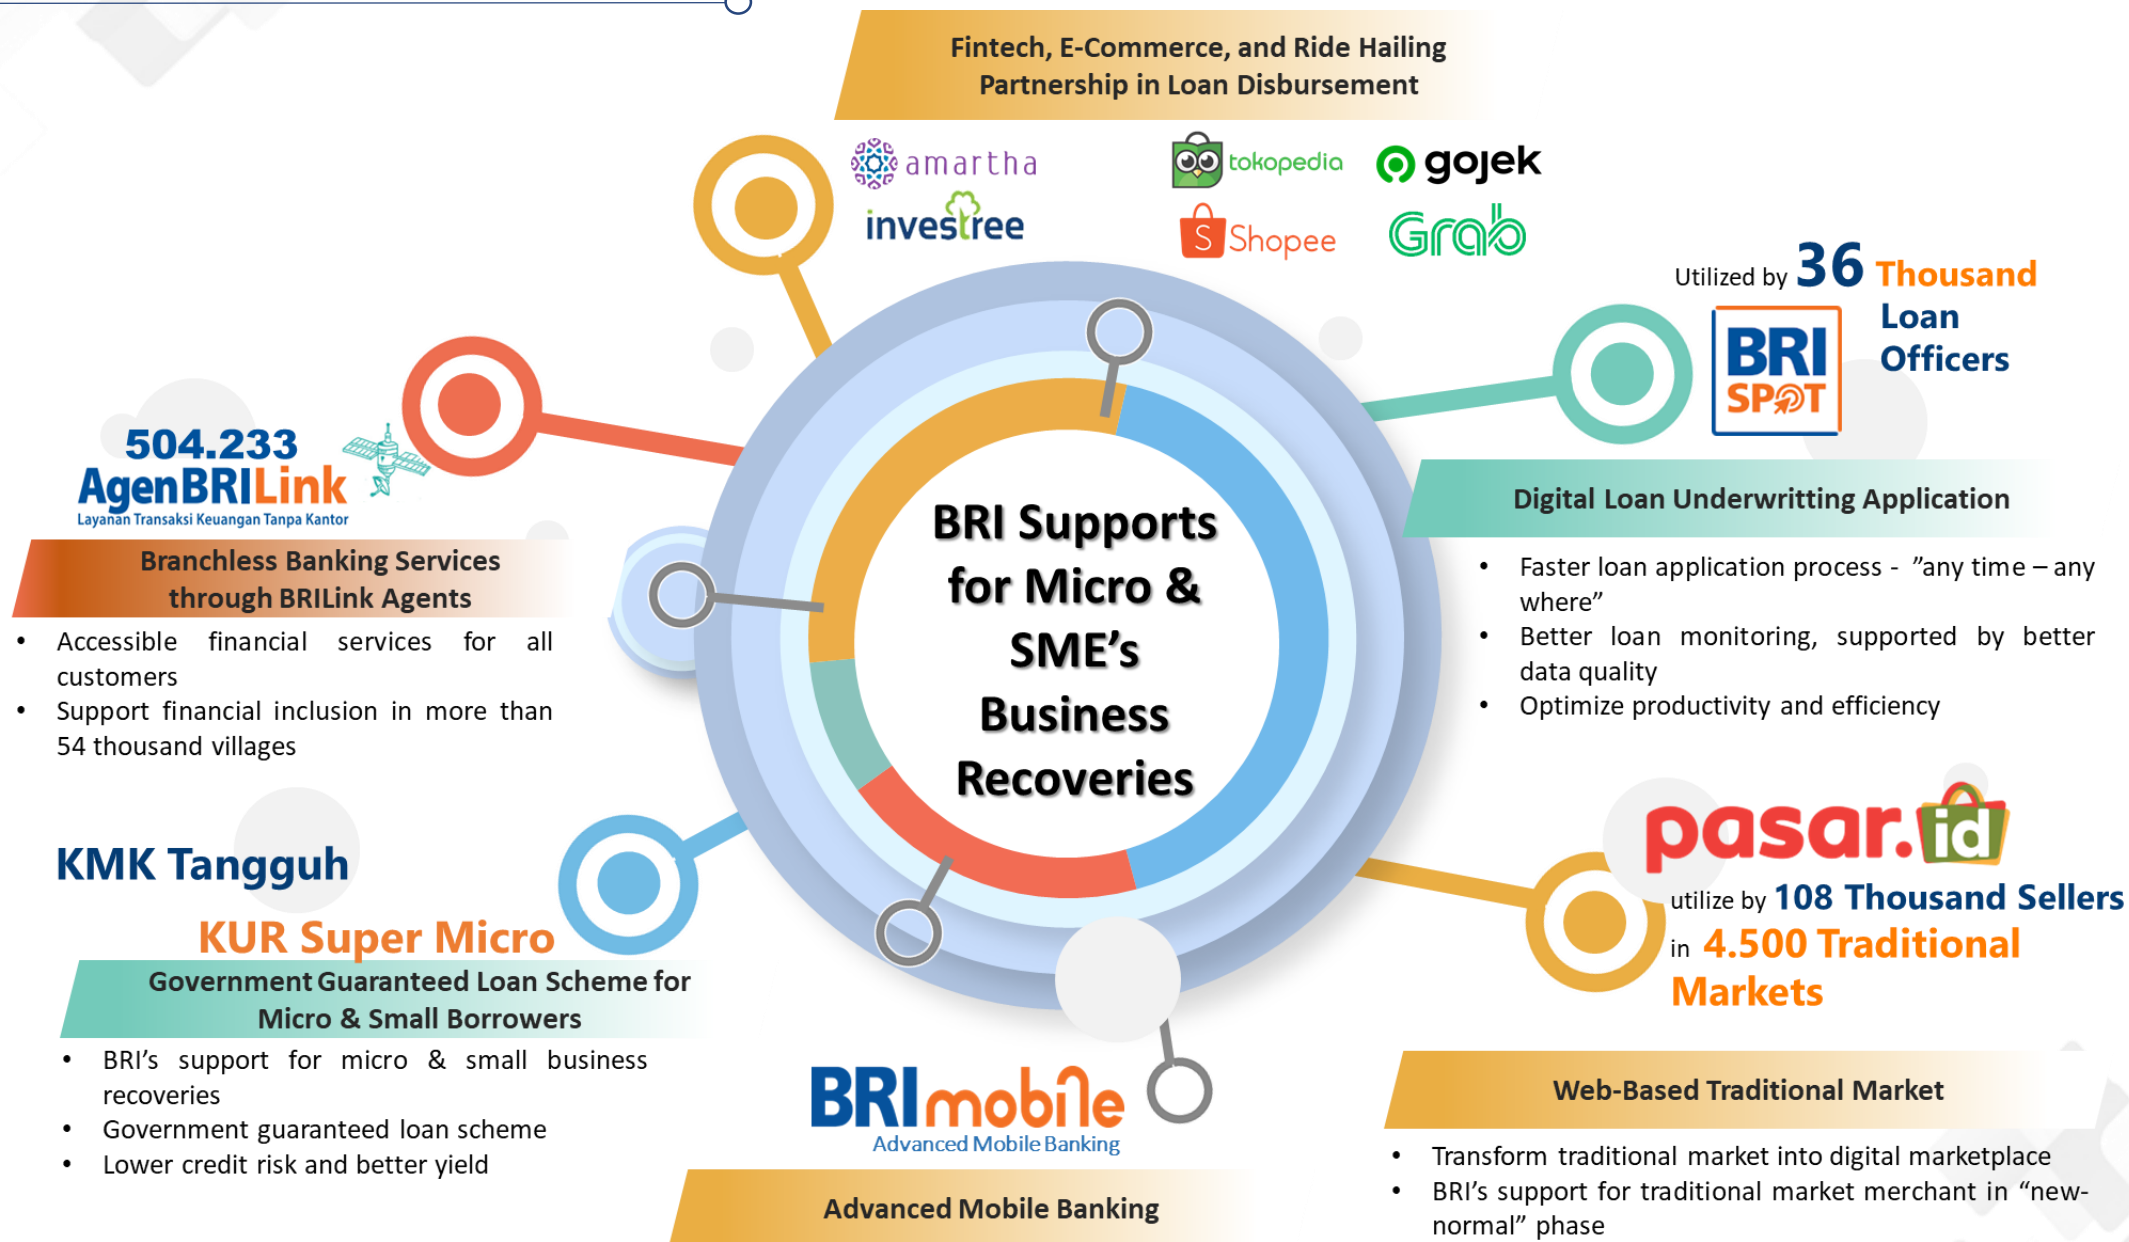 Fintech, E-Commerce, and Ride Hailing
Partnership in Loan Disbursement
amartha
investree
tokopedia
gojek
Shopee
Grab
Utilized by 36 Thousand
Loan
Officers
BRI
SPOT
Digital Loan Underwritting Application
• Faster loan application process - ”any time – any
where”
• Better loan monitoring, supported by better
data quality
• Optimize productivity and efficiency
504.233
AgenBRILink
Layanan Transaksi Keuangan Tanpa Kantor
Branchless Banking Services
through BRILink Agents
• Accessible financial services for all
customers
• Support financial inclusion in more than
54 thousand villages
BRI Supports
for Micro &
SME’s
Business
Recoveries
KMK Tangguh
KUR Super Micro
Government Guaranteed Loan Scheme for
Micro & Small Borrowers
• BRI’s support for micro & small business
recoveries
• Government guaranteed loan scheme
• Lower credit risk and better yield
BRImobile
Advanced Mobile Banking
Advanced Mobile Banking
pasar.id
utilize by 108 Thousand Sellers
in 4.500 Traditional
Markets
Web-Based Traditional Market
• Transform traditional market into digital marketplace
• BRI’s support for traditional market merchant in “new-
normal” phase